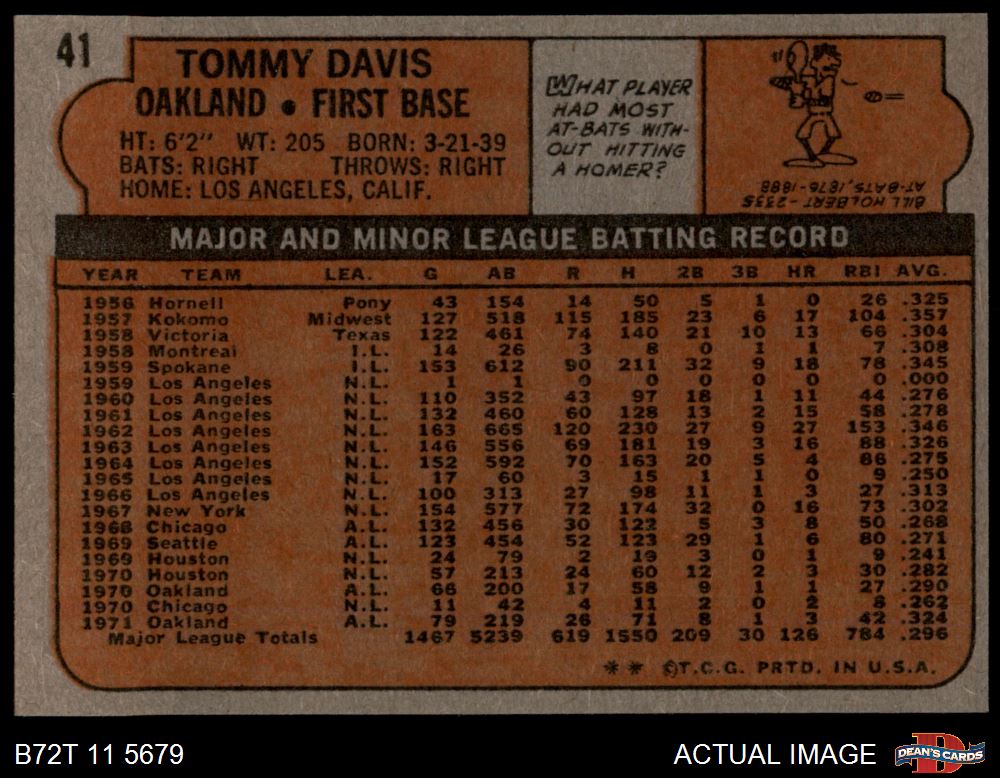 41
TOMMY DAVIS
OAKLAND • FIRST BASE
HT: 6'2" WT: 205 BORN: 3-21-39
BATS: RIGHT THROWS: RIGHT
HOME: LOS ANGELES, CALIF.
WHAT PLAYER
HAD MOST
AT-BATS WITH-
OUT HITTING
A HOMER?
BILL HOLBERT - 2335
AT-BATS, 1876-1888
MAJOR AND MINOR LEAGUE BATTING RECORD
YEAR TEAM LEA. G AB R H 2B 3B HR RBI AVG.
1956 Hornell Pony 43 154 14 50 5 1 0 26 .325
1957 Kokomo Midwest 127 518 115 185 23 6 17 104 .357
1958 Victoria Texas 122 461 74 140 21 10 13 66 .304
1958 Montreal I.L. 14 26 3 8 0 1 1 7 .308
1959 Spokane I.L. 153 612 90 211 32 9 18 78 .345
1959 Los Angeles N.L. 1 1 0 0 0 0 0 0 .000
1960 Los Angeles N.L. 110 352 43 97 18 1 11 44 .276
1961 Los Angeles N.L. 132 460 60 128 13 2 15 58 .278
1962 Los Angeles N.L. 163 665 120 230 27 9 27 153 .346
1963 Los Angeles N.L. 146 556 69 181 19 3 16 88 .326
1964 Los Angeles N.L. 152 592 70 163 20 5 4 86 .275
1965 Los Angeles N.L. 17 60 3 15 1 1 0 9 .250
1966 Los Angeles N.L. 100 313 27 98 11 1 3 27 .313
1967 New York N.L. 154 577 72 174 32 0 16 73 .302
1968 Chicago A.L. 132 456 30 122 5 3 8 50 .268
1969 Seattle A.L. 123 454 52 123 29 1 6 80 .271
1969 Houston N.L. 24 79 2 19 3 0 1 9 .241
1970 Houston N.L. 57 213 24 60 12 2 3 30 .282
1970 Oakland A.L. 66 200 17 58 9 1 1 27 .290
1970 Chicago N.L. 11 42 4 11 2 0 2 8 .262
1971 Oakland A.L. 79 219 26 71 8 1 3 42 .324
Major League Totals 1467 5239 619 1550 209 30 126 784 .296
* * ©T.C.G. PRTD. IN U.S.A.
B72T 11 5679
ACTUAL IMAGE
DEAN'S CARDS